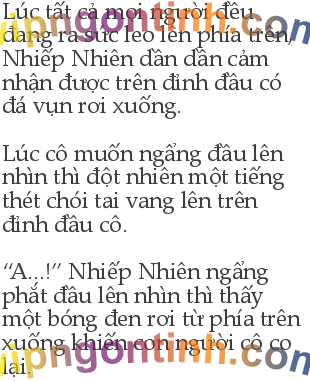 Lúc tất cả mọi người đều
đang ra sức leo lên phía trên,
Nhiếp Nhiên dần dần cảm
nhận được trên đỉnh đầu có
đá vụn rơi xuống.
Lúc cô muốn ngẩng đầu lên
nhìn thì đột nhiên một tiếng
thét chói tai vang lên trên
đỉnh đầu cô.
“A...!” Nhiếp Nhiên ngẩng
phắt đầu lên nhìn thì thấy
một bóng đen rơi từ phía trên
xuống khiến con người cô co
lại.
vpngontinh.com
vpngontinh.com